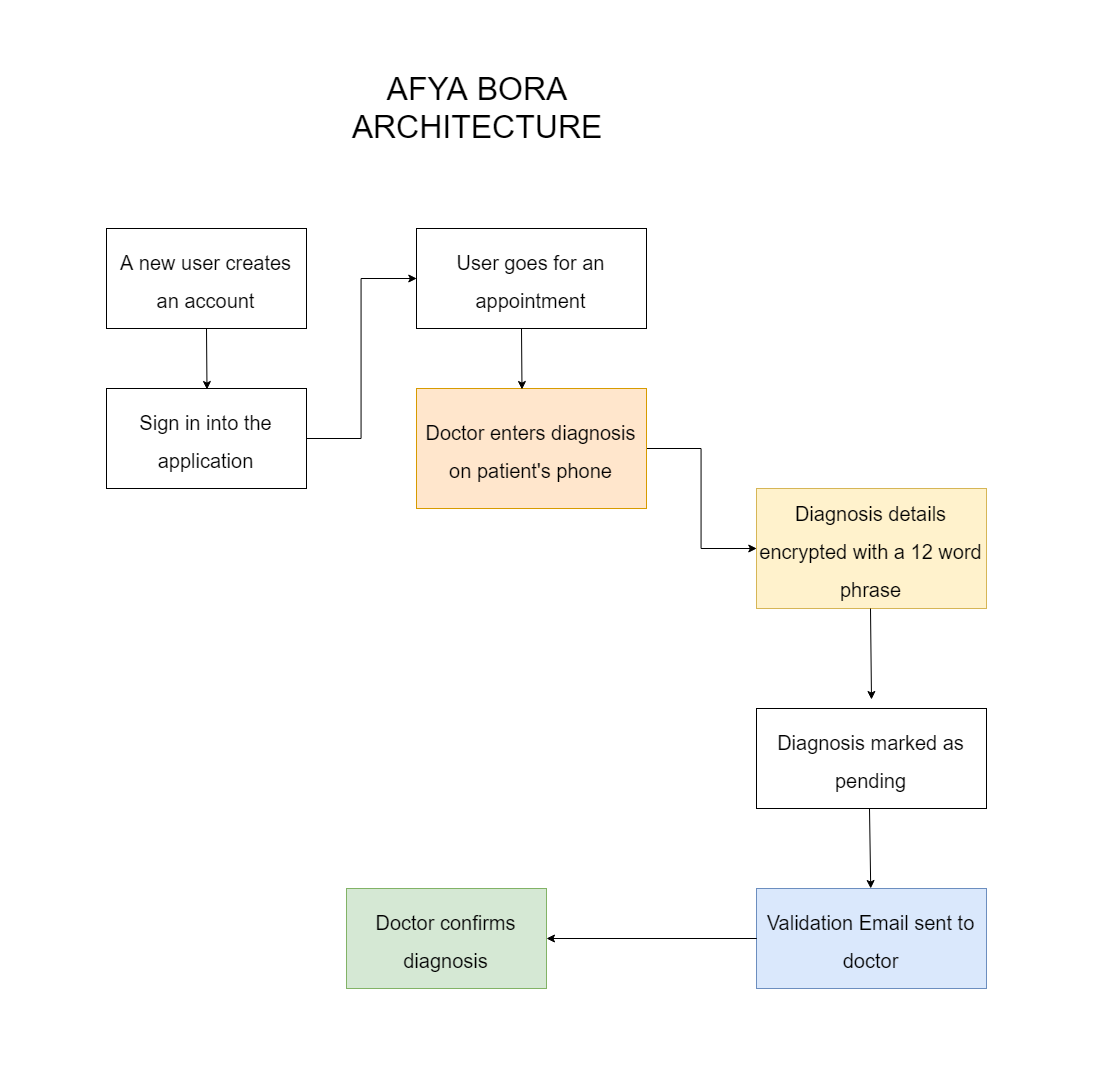 AFYA BORA
ARCHITECTURE
A new user creates
an account
User goes for an
appointment
Sign in into the
application
Doctor enters diagnosis
on patient's phone
Diagnosis details
encrypted with a 12 word
phrase
Diagnosis marked as
pending
Validation Email sent to
doctor
Doctor confirms
diagnosis